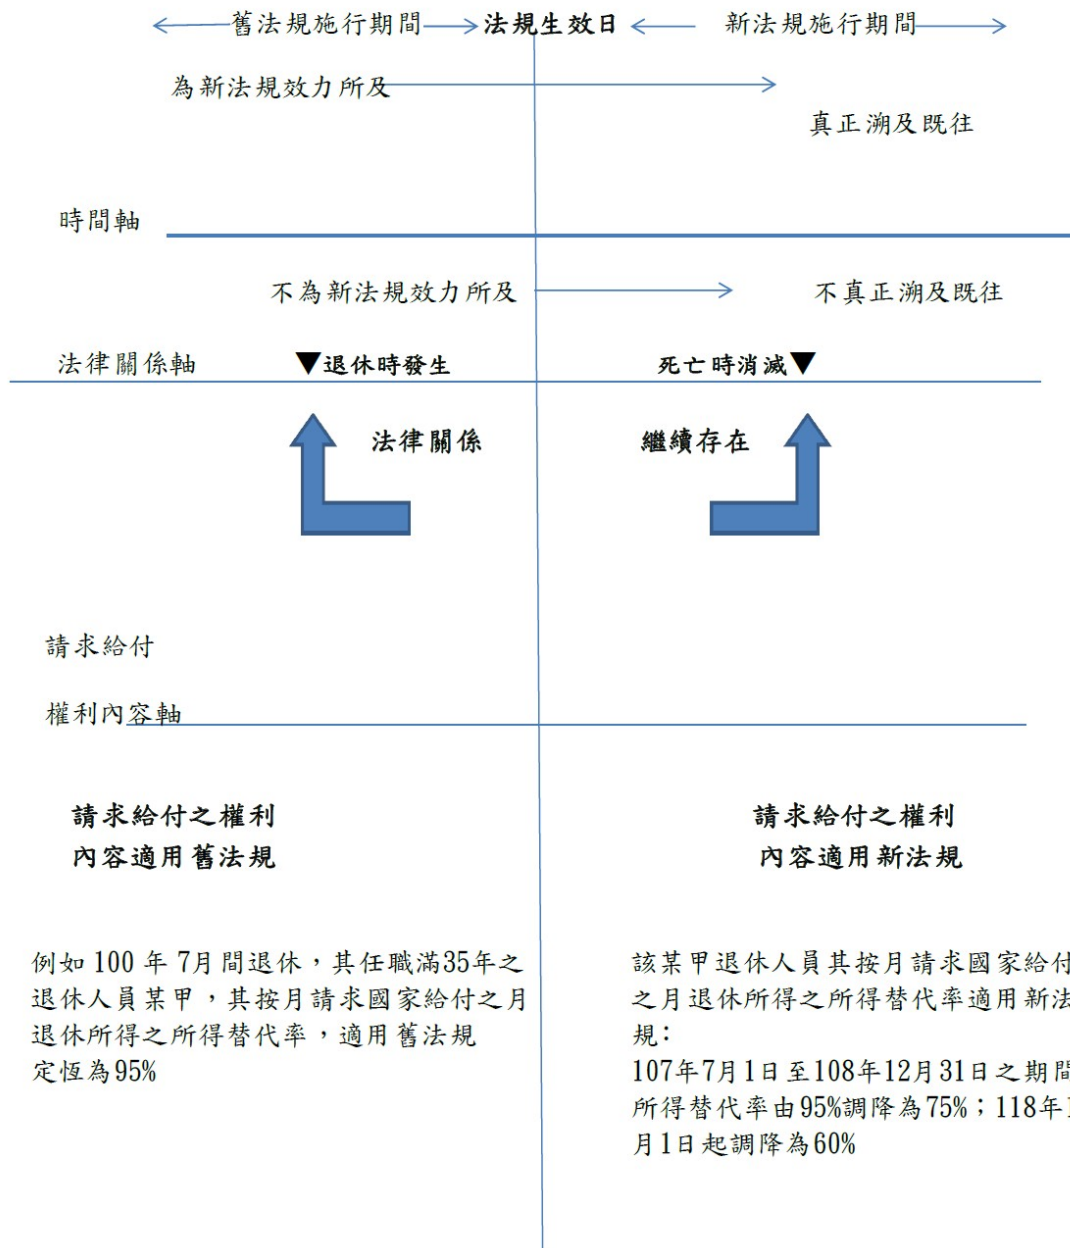 舊法規施行期間 法規生效日 新法規施行期間
為新法規效力所及
真正溯及既往
時間軸
不為新法規效力所及 不真正溯及既往
法律關係軸 ▼退休時發生 死亡時消滅▼
法律關係 繼續存在
請求給付
權利內容軸
請求給付之權利
內容適用舊法規
請求給付之權利
內容適用新法規
例如 100 年 7月間退休，其任職滿35年之
退休人員某甲，其按月請求國家給付之月
退休所得之所得替代率，適用舊法規
定恆為95%
該某甲退休人員其按月請求國家給付
之月退休所得之所得替代率適用新法
規:
107年7月1日至108年12月31日之期間
所得替代率由95%調降為75%；118年1
月1日起調降為60%